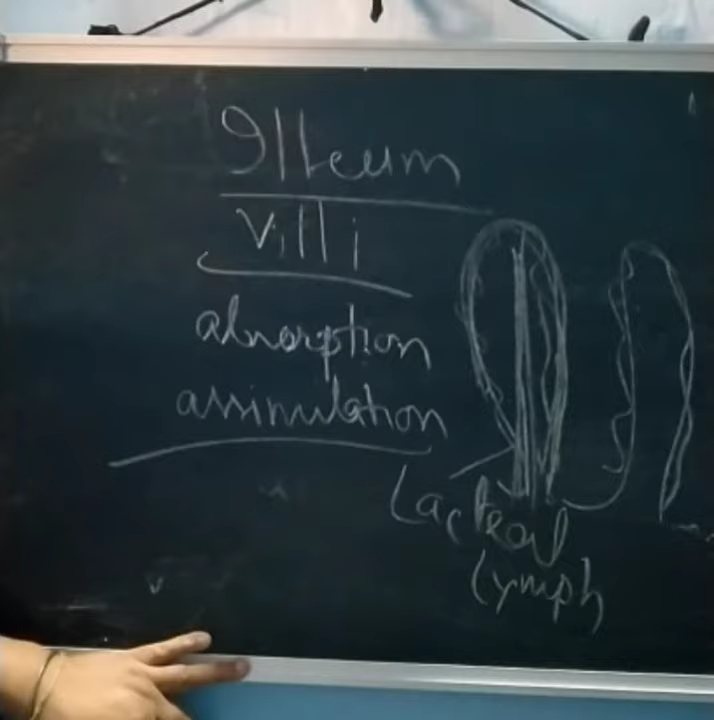 Illeum
Villi
absorption
assimilation
Lacteal
Lymph